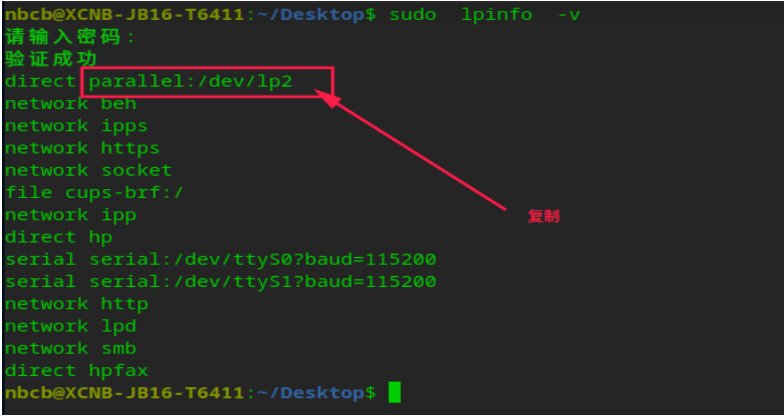 nbcb@XCNB-JB16-T6411:~/Desktop$ sudo  lpinfo  -v
请输入密码：
验证成功
direct parallel:/dev/lp2
network beh
network ipps
network https
network socket
file cups-brf:/
network ipp
复制
direct hp
serial serial:/dev/ttyS0?baud=115200
serial serial:/dev/ttyS1?baud=115200
network http
network lpd
network smb
direct hpfax
nbcb@XCNB-JB16-T6411:~/Desktop$